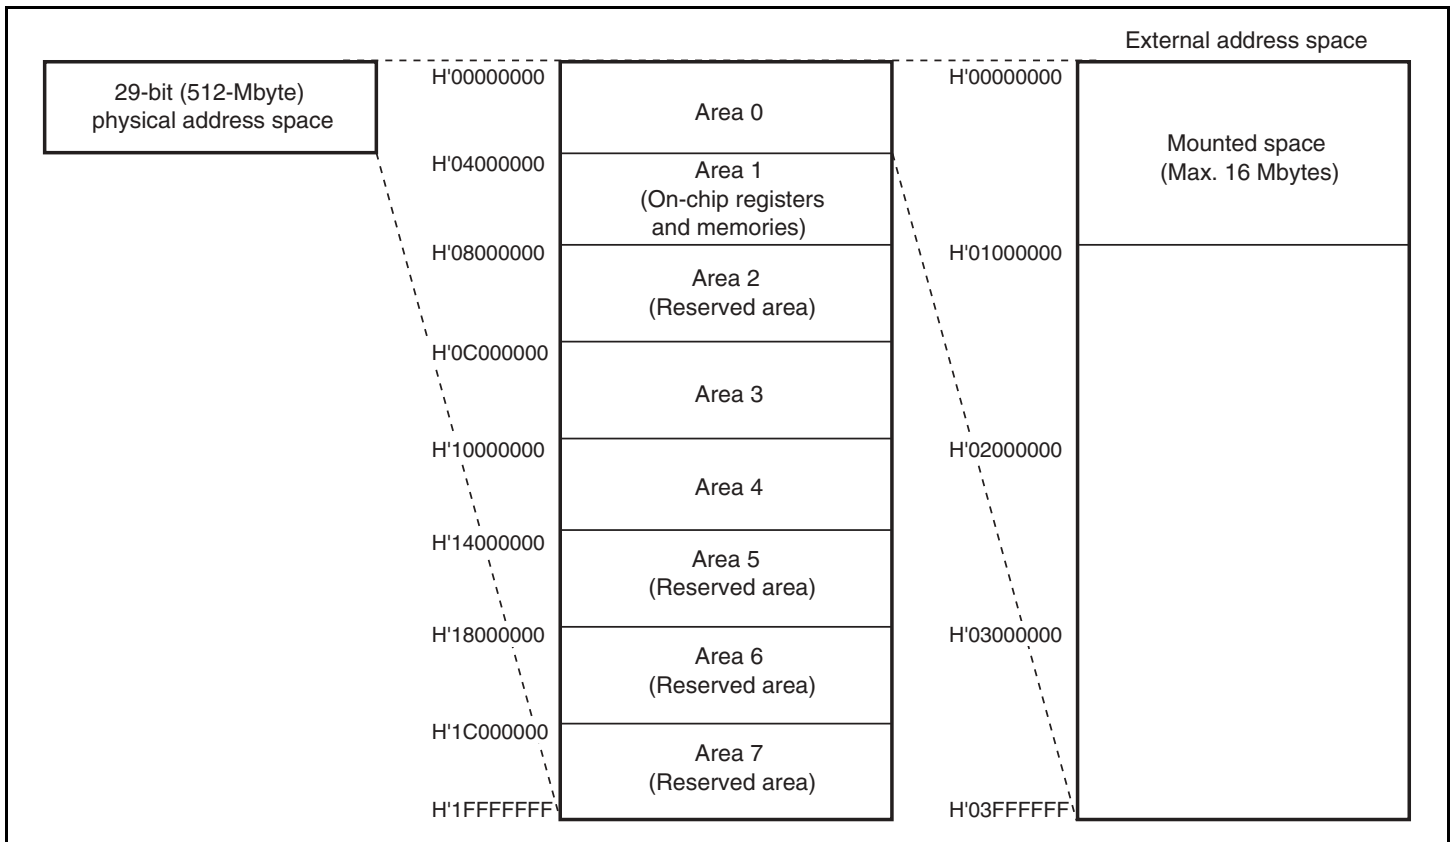 External address space
29-bit (512-Mbyte)
physical address space
H'00000000
Area 0
H'04000000
Area 1
(On-chip registers
and memories)
H'08000000
Area 2
(Reserved area)
H'0C000000
Area 3
H'10000000
Area 4
H'14000000
Area 5
(Reserved area)
H'18000000
Area 6
(Reserved area)
H'1C000000
Area 7
(Reserved area)
H'1FFFFFFF
H'00000000
Mounted space
(Max. 16 Mbytes)
H'01000000
H'02000000
H'03000000
H'03FFFFFF